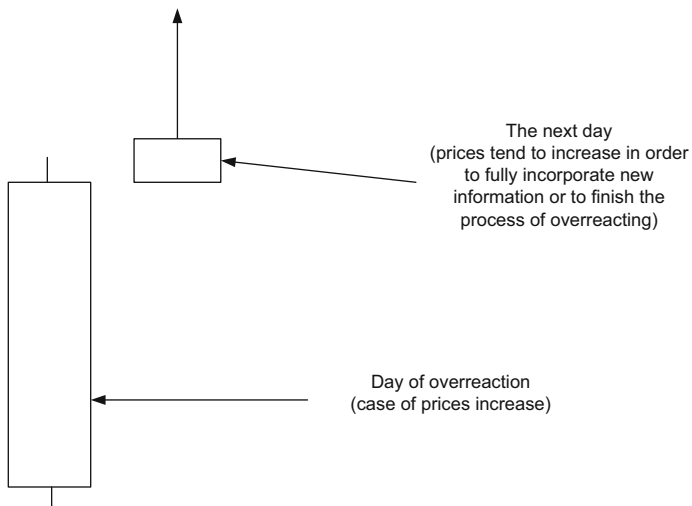 The next day
(prices tend to increase in order
to fully incorporate new
information or to finish the
process of overreacting)
Day of overreaction
(case of prices increase)